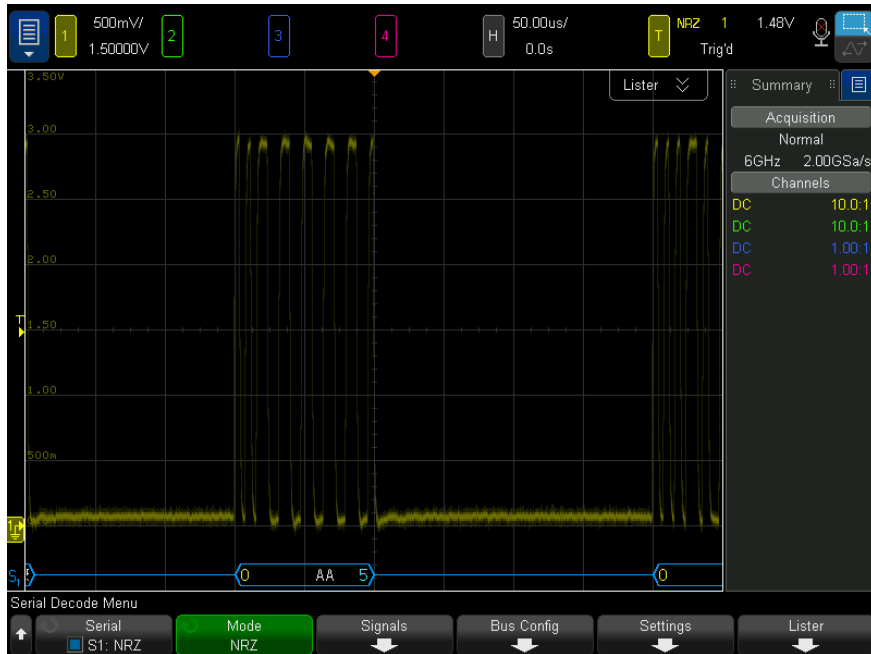 500mV/ 50.00us/ NRZ 1 1.48V
1 2 3 4 H T
1.50000V 0.0s Trig'd
3.50V
Lister
Summary
Acquisition
Normal
6GHz 2.00GSa/s
Channels
DC 10.0:1
DC 10.0:1
DC 1.00:1
DC 1.00:1
3.00
2.50
2.00
T
1.50
1.00
500m
1
S1 0 AA 5 0
Serial Decode Menu
Serial Mode Signals Bus Config Settings Lister
S1: NRZ NRZ